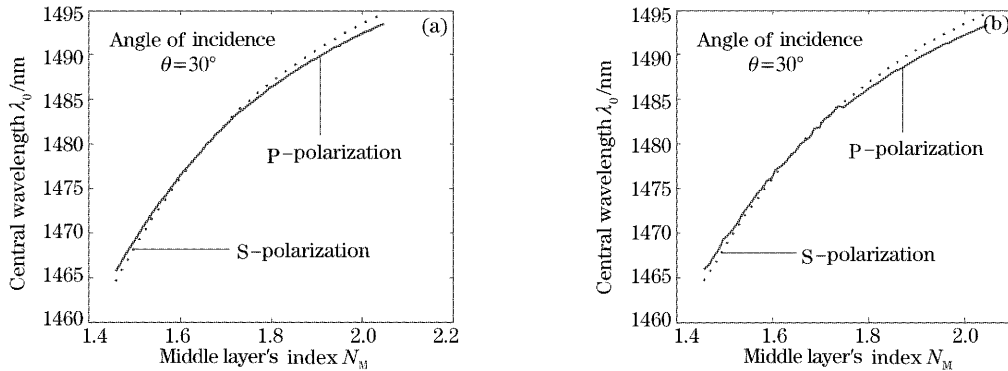 1495
1490
1485
1480
1475
1470
1465
1460
Central wavelength λ₀/nm
(a)
Angle of incidence
θ=30°
P-polarization
S-polarization
1.4 1.6 1.8 2.0 2.2
Middle layer's index N_M
1495
1490
1485
1480
1475
1470
1465
1460
Central wavelength λ₀/nm
(b)
Angle of incidence
θ=30°
P-polarization
S-polarization
1.4 1.6 1.8 2.0
Middle layer's index N_M